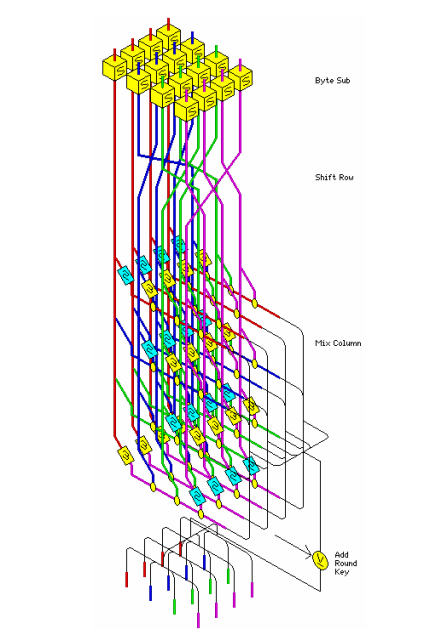 Byte Sub
Shift Row
Mix Column
Add
Round
Key